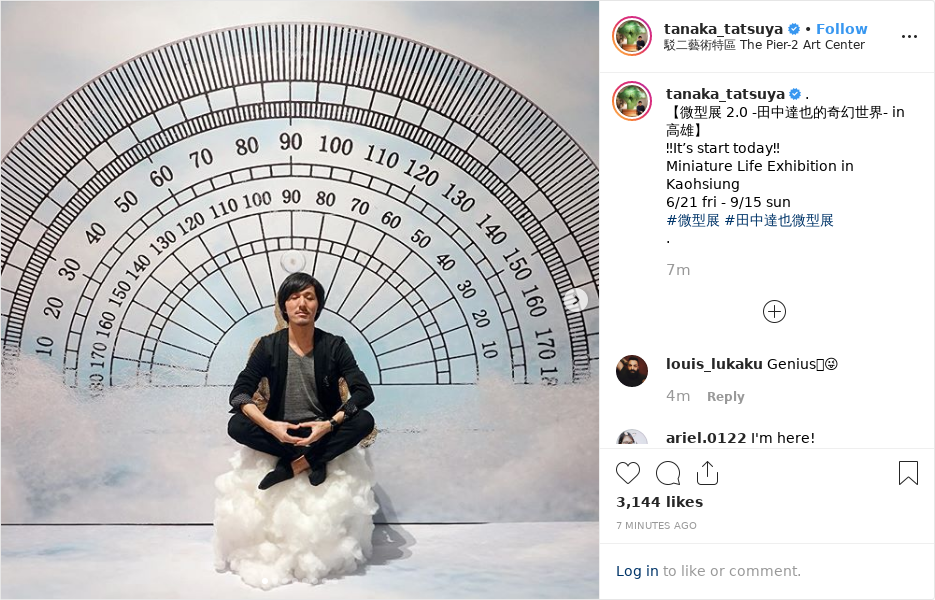 50 60 70 80 90 100 110 120 130
40 140
30 150
20 160
10 170
120 110 100 90 80 70 60
130 50
140 40
150 30
160 20
170 10
tanaka_tatsuya • Follow
駁二藝術特區 The Pier-2 Art Center
tanaka_tatsuya .
【微型展 2.0 -田中達也的奇幻世界- in
高雄】
‼It’s start today‼
Miniature Life Exhibition in
Kaohsiung
6/21 fri - 9/15 sun
#微型展 #田中達也微型展
.
7m
louis_lukaku Genius😜
4m Reply
ariel.0122 I'm here!
3,144 likes
7 MINUTES AGO
Log in to like or comment.